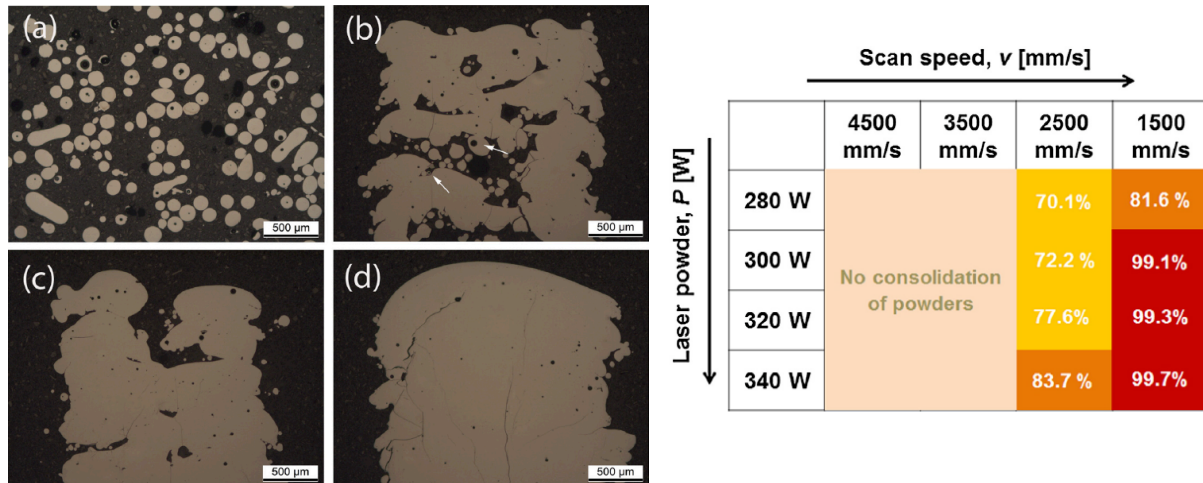 (a)
500 µm
(b)
500 µm
(c)
500 µm
(d)
500 µm
Scan speed, v [mm/s]
Laser powder, P [W]
4500 mm/s
3500 mm/s
2500 mm/s
1500 mm/s
280 W
70.1%
81.6 %
300 W
72.2 %
99.1%
No consolidation
of powders
320 W
77.6%
99.3%
340 W
83.7 %
99.7%